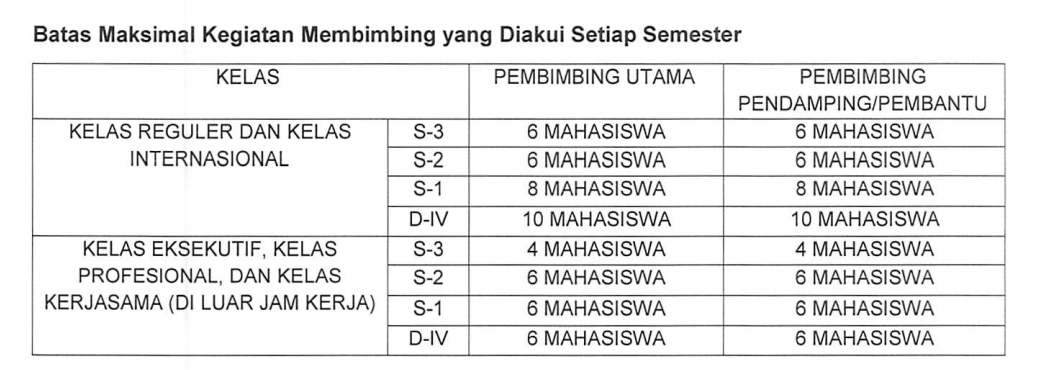 Batas Maksimal Kegiatan Membimbing yang Diakui Setiap Semester
KELAS PEMBIMBING UTAMA PEMBIMBING
PENDAMPING/PEMBANTU
KELAS REGULER DAN KELAS S-3 6 MAHASISWA 6 MAHASISWA
INTERNASIONAL S-2 6 MAHASISWA 6 MAHASISWA
S-1 8 MAHASISWA 8 MAHASISWA
D-IV 10 MAHASISWA 10 MAHASISWA
KELAS EKSEKUTIF, KELAS S-3 4 MAHASISWA 4 MAHASISWA
PROFESIONAL, DAN KELAS S-2 6 MAHASISWA 6 MAHASISWA
KERJASAMA (DI LUAR JAM KERJA) S-1 6 MAHASISWA 6 MAHASISWA
D-IV 6 MAHASISWA 6 MAHASISWA